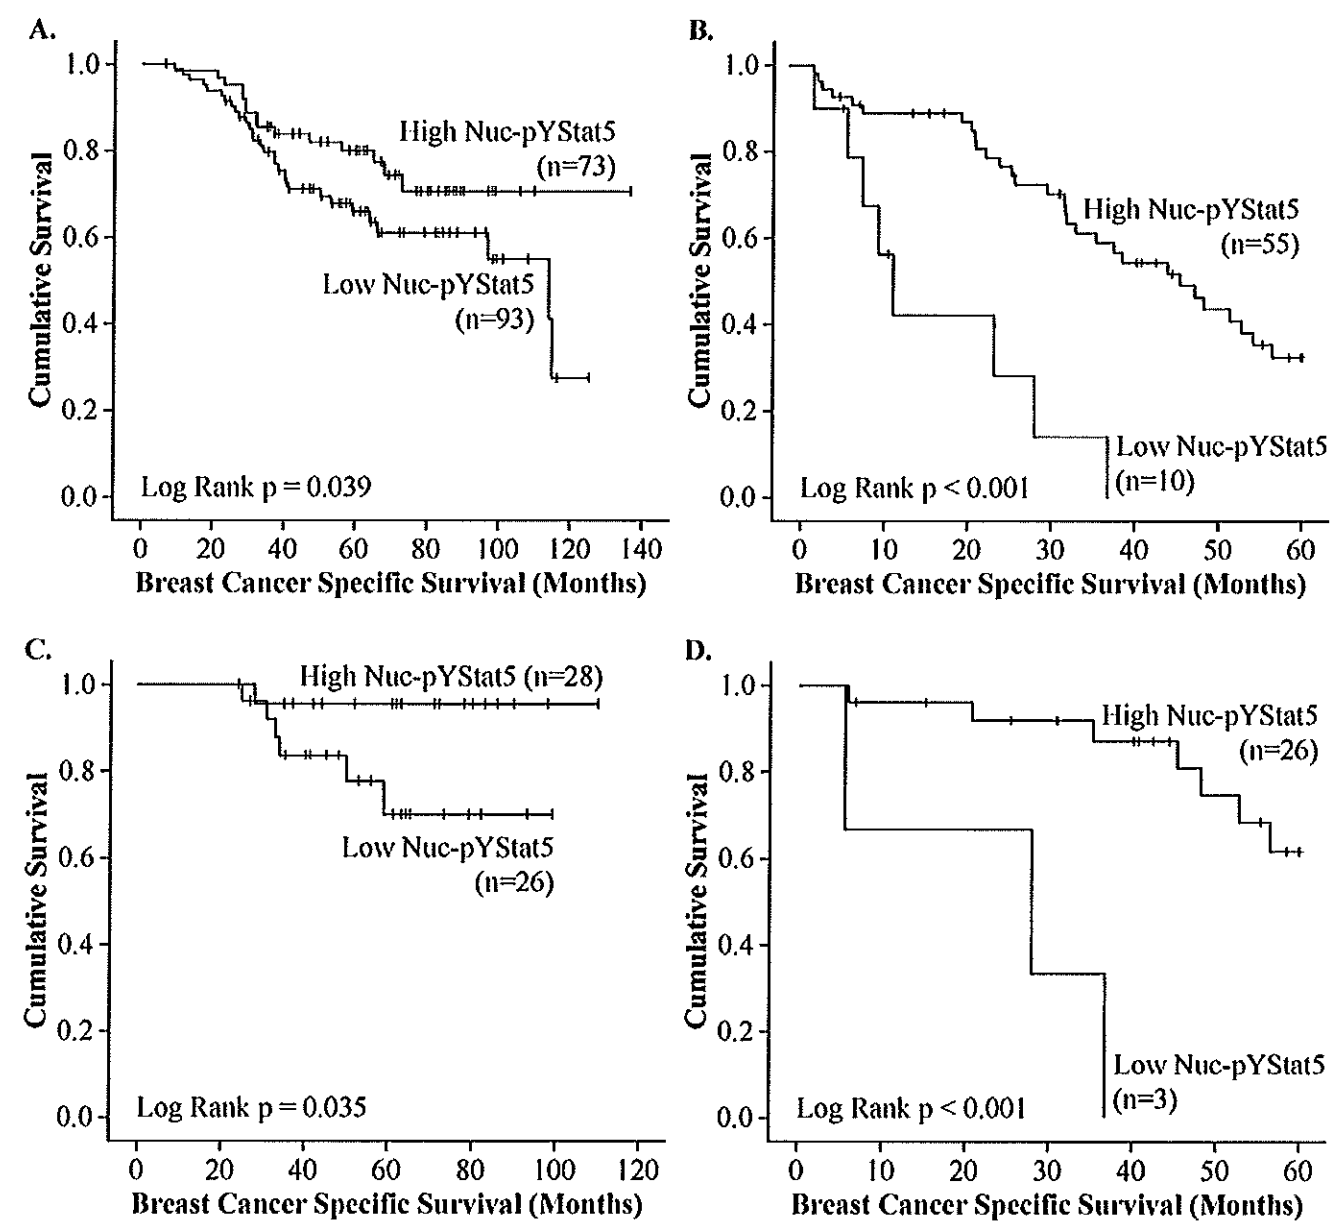 A.
1.0
0.8
0.6
0.4
0.2
0.0
Cumulative Survival
High Nuc-pYStat5
(n=73)
Low Nuc-pYStat5
(n=93)
Log Rank p = 0.039
0 20 40 60 80 100 120 140
Breast Cancer Specific Survival (Months)
B.
1.0
0.8
0.6
0.4
0.2
0.0
Cumulative Survival
High Nuc-pYStat5
(n=55)
Low Nuc-pYStat5
(n=10)
Log Rank p < 0.001
0 10 20 30 40 50 60
Breast Cancer Specific Survival (Months)
C.
1.0
0.8
0.6
0.4
0.2
0.0
Cumulative Survival
High Nuc-pYStat5 (n=28)
Low Nuc-pYStat5
(n=26)
Log Rank p = 0.035
0 20 40 60 80 100 120
Breast Cancer Specific Survival (Months)
D.
1.0
0.8
0.6
0.4
0.2
0.0
Cumulative Survival
High Nuc-pYStat5
(n=26)
Low Nuc-pYStat5
(n=3)
Log Rank p < 0.001
0 10 20 30 40 50 60
Breast Cancer Specific Survival (Months)